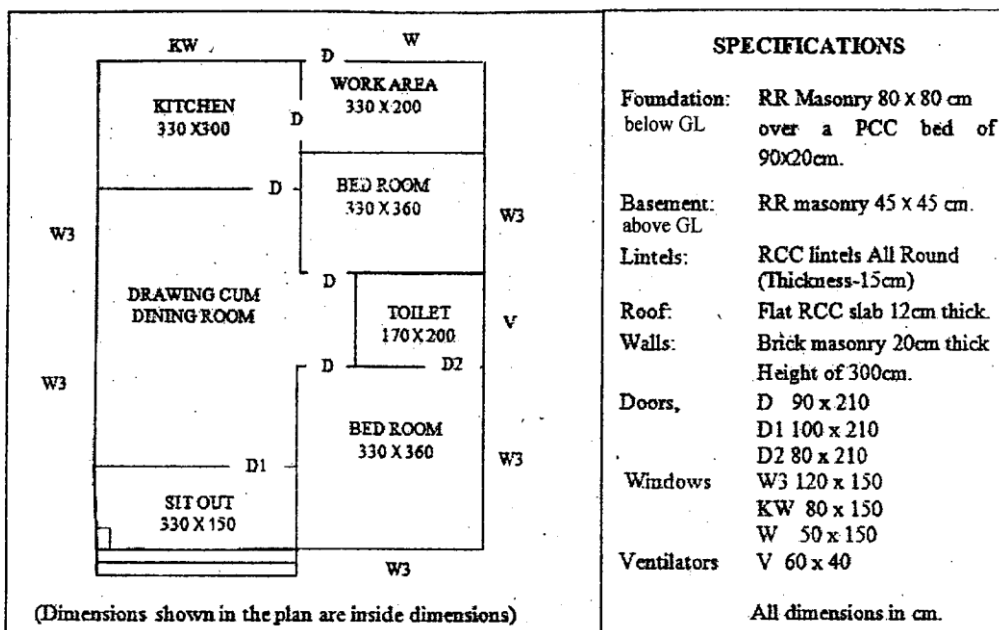 KW
W
D
WORK AREA
330 X 200
KITCHEN
330 X300
D
D
BED ROOM
330 X 360
W3
W3
DRAWING CUM
DINING ROOM
D
TOILET
170 X 200
V
D
D2
W3
BED ROOM
330 X 360
W3
D1
SIT OUT
330 X 150
W3
(Dimensions shown in the plan are inside dimensions)
SPECIFICATIONS
Foundation: RR Masonry 80 X 80 cm
below GL over a PCC bed of
90x20cm.
Basement: RR masonry 45 X 45 cm.
above GL
Lintels: RCC lintels All Round
(Thickness-15cm)
Roof: Flat RCC slab 12cm thick.
Walls: Brick masonry 20cm thick
Height of 300cm.
Doors, D 90 x 210
D1 100 x 210
D2 80 x 210
Windows W3 120 x 150
KW 80 x 150
W 50 x 150
Ventilators V 60 x 40
All dimensions in cm.